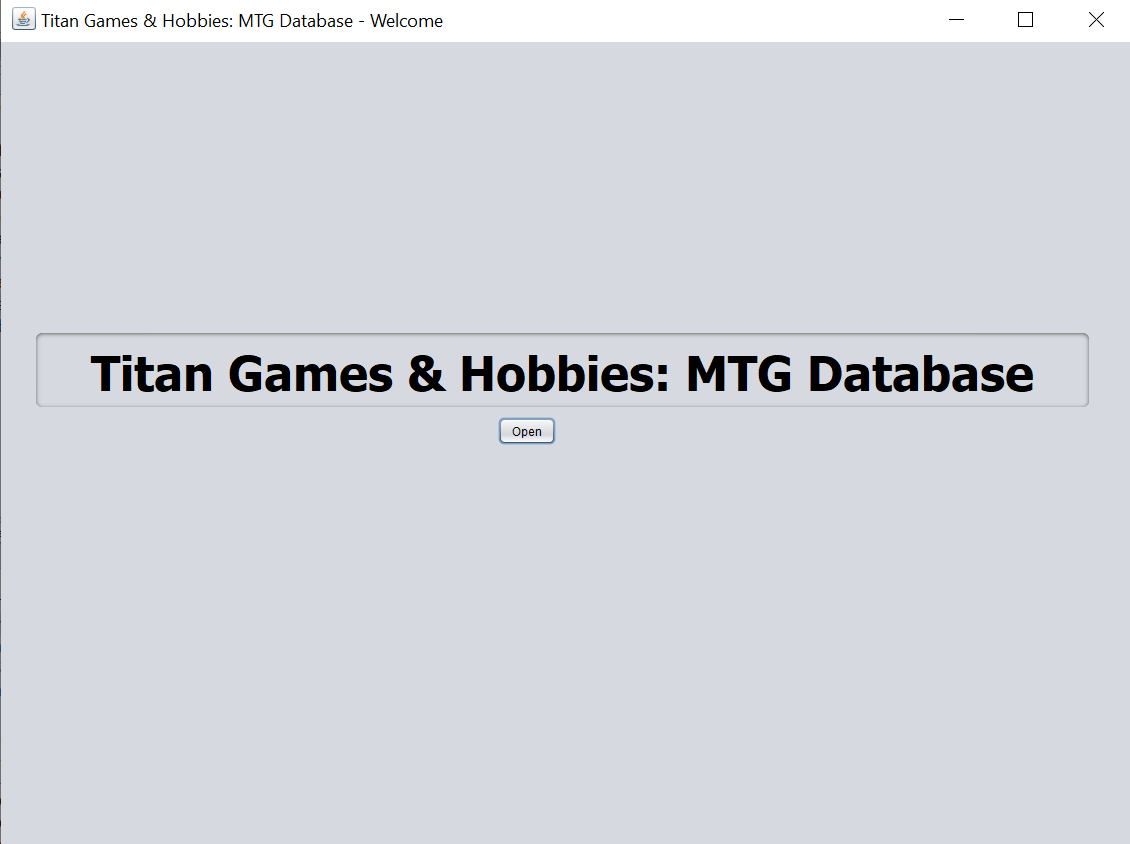 Titan Games & Hobbies: MTG Database - Welcome
Titan Games & Hobbies: MTG Database
Open